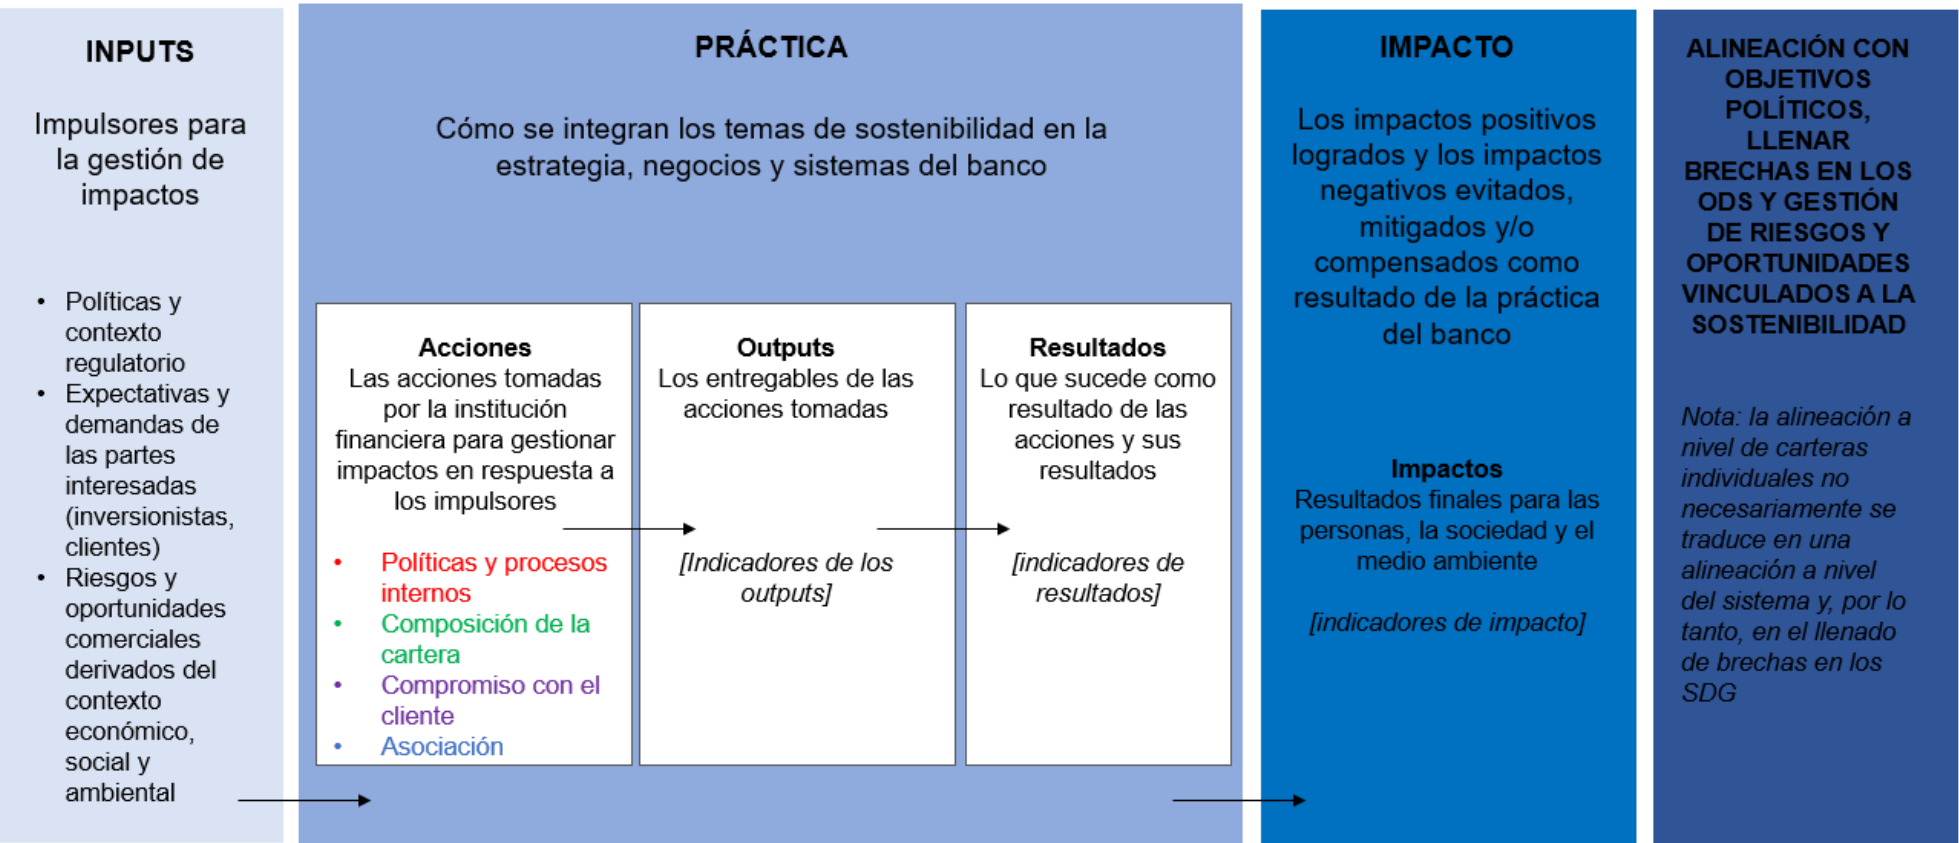 INPUTS
Impulsores para
la gestión de
impactos
• Políticas y
contexto
regulatorio
• Expectativas y
demandas de
las partes
interesadas
(inversionistas,
clientes)
• Riesgos y
oportunidades
comerciales
derivados del
contexto
económico,
social y
ambiental
PRÁCTICA
Cómo se integran los temas de sostenibilidad en la
estrategia, negocios y sistemas del banco
Acciones
Las acciones tomadas
por la institución
financiera para gestionar
impactos en respuesta a
los impulsores
• Políticas y procesos
internos
• Composición de la
cartera
• Compromiso con el
cliente
• Asociación
Outputs
Los entregables de las
acciones tomadas
[Indicadores de los
outputs]
Resultados
Lo que sucede como
resultado de las
acciones y sus
resultados
[indicadores de
resultados]
IMPACTO
Los impactos positivos
logrados y los impactos
negativos evitados,
mitigados y/o
compensados como
resultado de la práctica
del banco
Impactos
Resultados finales para las
personas, la sociedad y el
medio ambiente
[indicadores de impacto]
ALINEACIÓN CON
OBJETIVOS
POLÍTICOS,
LLENAR
BRECHAS EN LOS
ODS Y GESTIÓN
DE RIESGOS Y
OPORTUNIDADES
VINCULADOS A LA
SOSTENIBILIDAD
Nota: la alineación a
nivel de carteras
individuales no
necesariamente se
traduce en una
alineación a nivel
del sistema y, por lo
tanto, en el llenado
de brechas en los
SDG